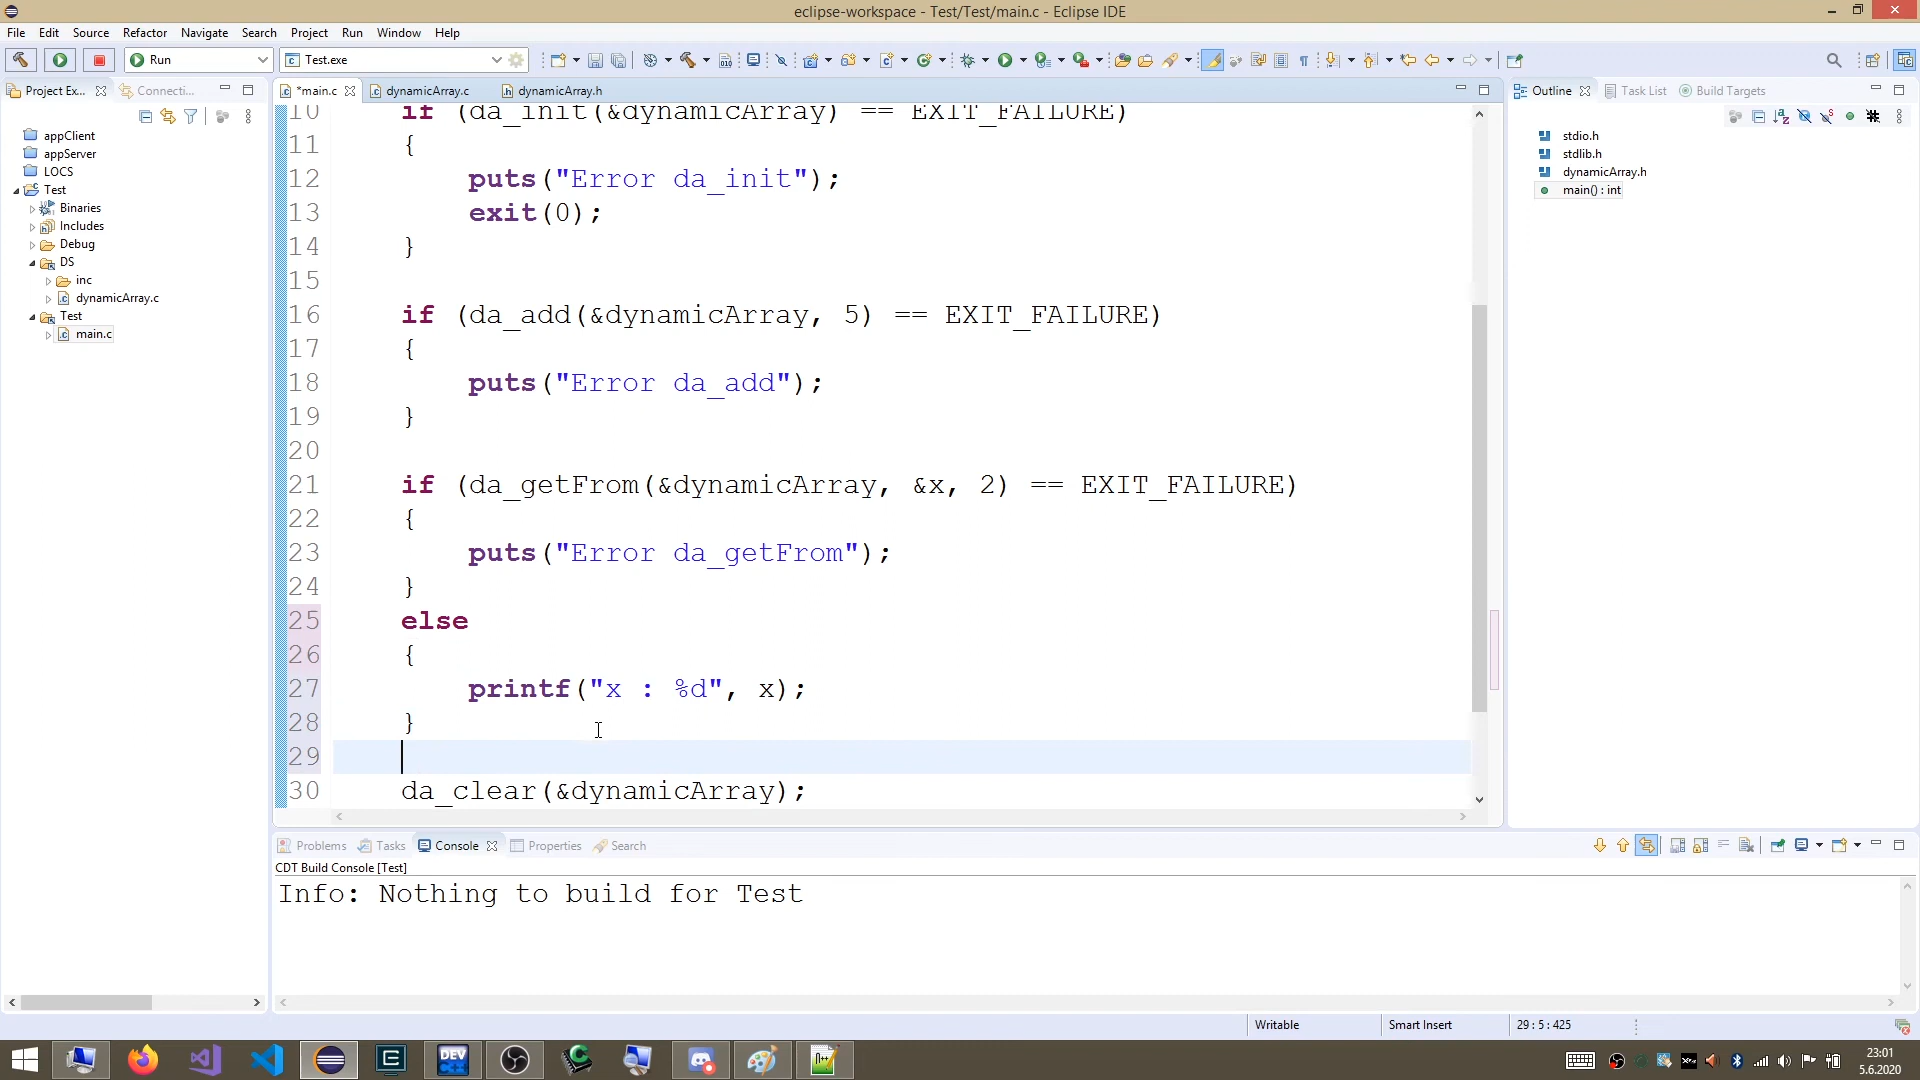 eclipse-workspace - Test/Test/main.c - Eclipse IDE
File Edit Source Refactor Navigate Search Project Run Window Help
Run
Test.exe
Project Ex...
Connecti...
*main.c
dynamicArray.c
dynamicArray.h
Outline
Task List
Build Targets
appClient
appServer
LOCS
Test
Binaries
Includes
Debug
DS
inc
dynamicArray.c
Test
main.c
10 if (da_init(&dynamicArray) == EXIT_FAILURE)
11 {
12 puts("Error da_init");
13 exit(0);
14 }
15
16 if (da_add(&dynamicArray, 5) == EXIT_FAILURE)
17 {
18 puts("Error da_add");
19 }
20
21 if (da_getFrom(&dynamicArray, &x, 2) == EXIT_FAILURE)
22 {
23 puts("Error da_getFrom");
24 }
25 else
26 {
27 printf("x : %d", x);
28 }
29
30 da_clear(&dynamicArray);
stdio.h
stdlib.h
dynamicArray.h
main() : int
Problems
Tasks
Console
Properties
Search
CDT Build Console [Test]
Info: Nothing to build for Test
Writable
Smart Insert
29 : 5 : 425
DEV
23:01
5.6.2020